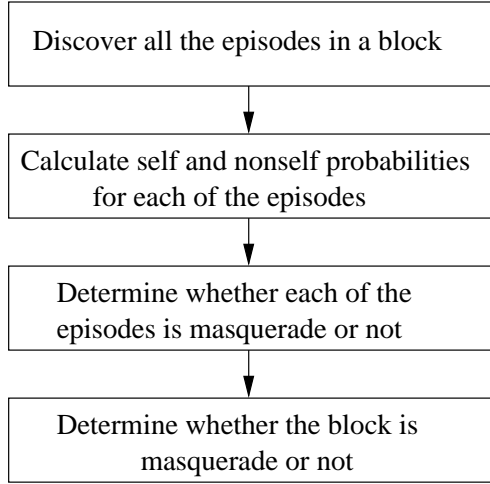 Discover all the episodes in a block
Calculate self and nonself probabilities
for each of the episodes
Determine whether each of the
episodes is masquerade or not
Determine whether the block is
masquerade or not